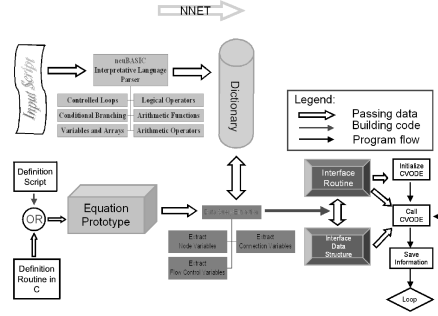 NNET
Input Script
neuBASIC
Interpretative Language
Parser
Controlled Loops
Logical Operators
Conditional Branching
Arithmetic Functions
Variables and Arrays
Arithmetic Operators
Dictionary
Legend:
Passing data
Building code
Program flow
Definition
Script
OR
Definition
Routine in
C
Equation
Prototype
Extract
Node Variables
Extract
Connection Variables
Extract
Flow Control Variables
Interface
Routine
Interface
Data
Structure
Initialize
CVODE
Call
CVODE
Save
Information
Loop